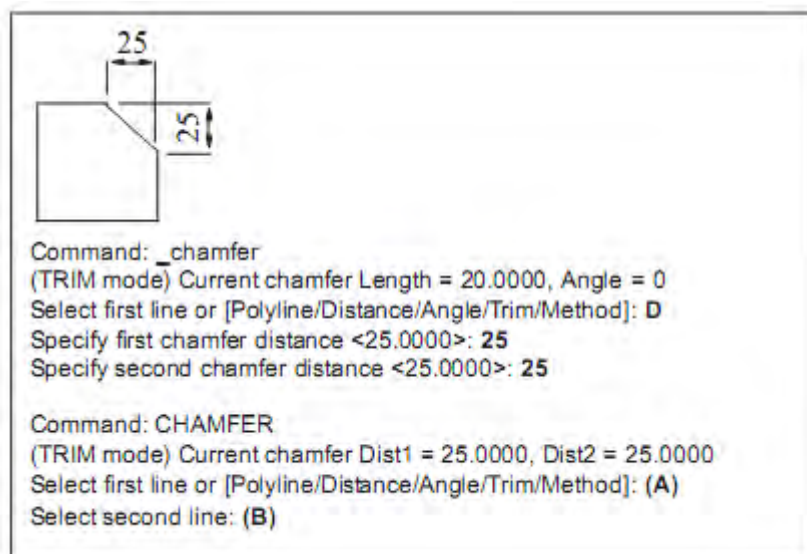 25
25
Command: _chamfer
(TRIM mode) Current chamfer Length = 20.0000, Angle = 0
Select first line or [Polyline/Distance/Angle/Trim/Method]: D
Specify first chamfer distance <25.0000>: 25
Specify second chamfer distance <25.0000>: 25
Command: CHAMFER
(TRIM mode) Current chamfer Dist1 = 25.0000, Dist2 = 25.0000
Select first line or [Polyline/Distance/Angle/Trim/Method]: (A)
Select second line: (B)